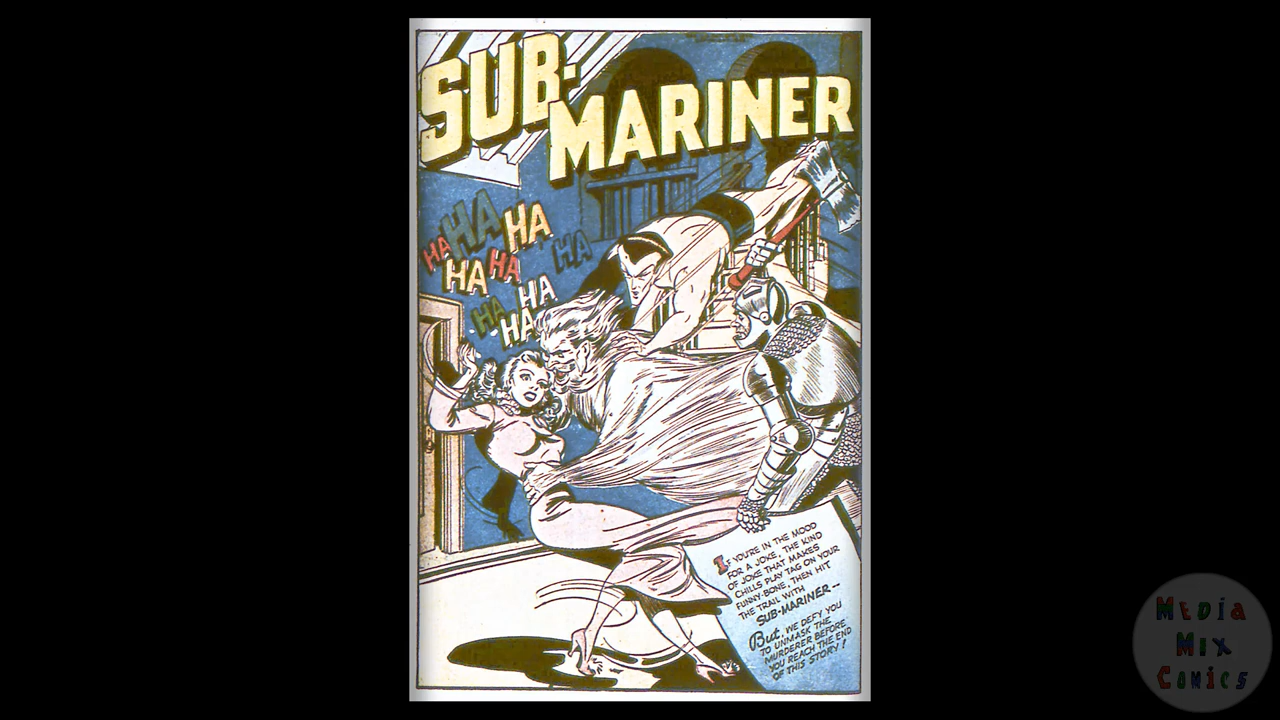 SUB-
MARINER
HA
HA
HA
HA
HA
HA
HA
HA
HA
IF YOU'RE IN THE MOOD
FOR A JOKE, THE KIND
OF JOKE THAT MAKES
CHILLS PLAY TAG ON YOUR
FUNNY-BONE, THEN HIT
THE TRAIL WITH
SUB-MARINER--
But, WE DEFY YOU
TO UNMASK THE
MURDERER BEFORE
YOU REACH THE END
OF THIS STORY!
MEDIA
MIX
COMICS